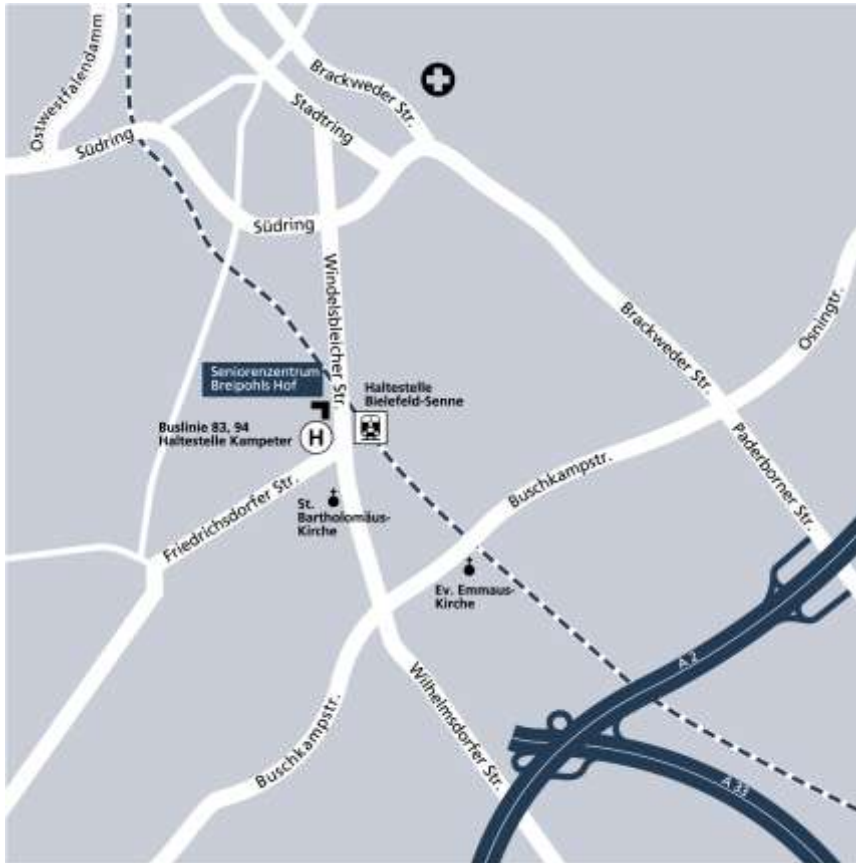 Ostwestfalendamm
Brackweder Str.
Stadtring
Südring
Südring
Windelsbleicher Str.
Osningtr.
Brackweder Str.
Seniorenzentrum
Breipohls Hof
Haltestelle
Bielefeld-Senne
Buslinie 83, 94
Haltestelle Kampeter
H
Paderborner Str.
Buschkampstr.
Friedrichsdorfer Str.
St.
Bartholomäus-
Kirche
Ev. Emmaus-
Kirche
A 2
Wilhelmsdorfer Str.
Buschkampstr.
A 33